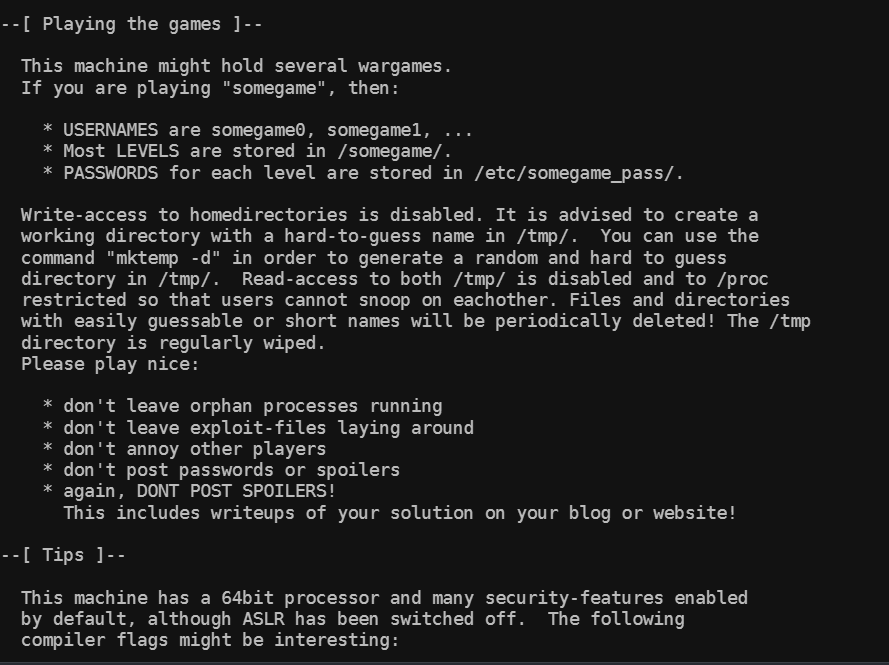 --[ Playing the games ]--
This machine might hold several wargames.
If you are playing "somegame", then:
* USERNAMES are somegame0, somegame1, ...
* Most LEVELS are stored in /somegame/.
* PASSWORDS for each level are stored in /etc/somegame_pass/.
Write-access to homedirectories is disabled. It is advised to create a
working directory with a hard-to-guess name in /tmp/.  You can use the
command "mktemp -d" in order to generate a random and hard to guess
directory in /tmp/.  Read-access to both /tmp/ is disabled and to /proc
restricted so that users cannot snoop on eachother. Files and directories
with easily guessable or short names will be periodically deleted! The /tmp
directory is regularly wiped.
Please play nice:
* don't leave orphan processes running
* don't leave exploit-files laying around
* don't annoy other players
* don't post passwords or spoilers
* again, DONT POST SPOILERS!
This includes writeups of your solution on your blog or website!
--[ Tips ]--
This machine has a 64bit processor and many security-features enabled
by default, although ASLR has been switched off.  The following
compiler flags might be interesting: